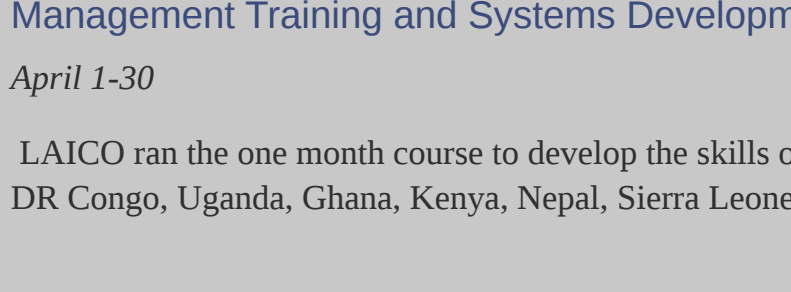 Management Training and Systems Developm
April 1-30
LAICO ran the one month course to develop the skills o
DR Congo, Uganda, Ghana, Kenya, Nepal, Sierra Leone